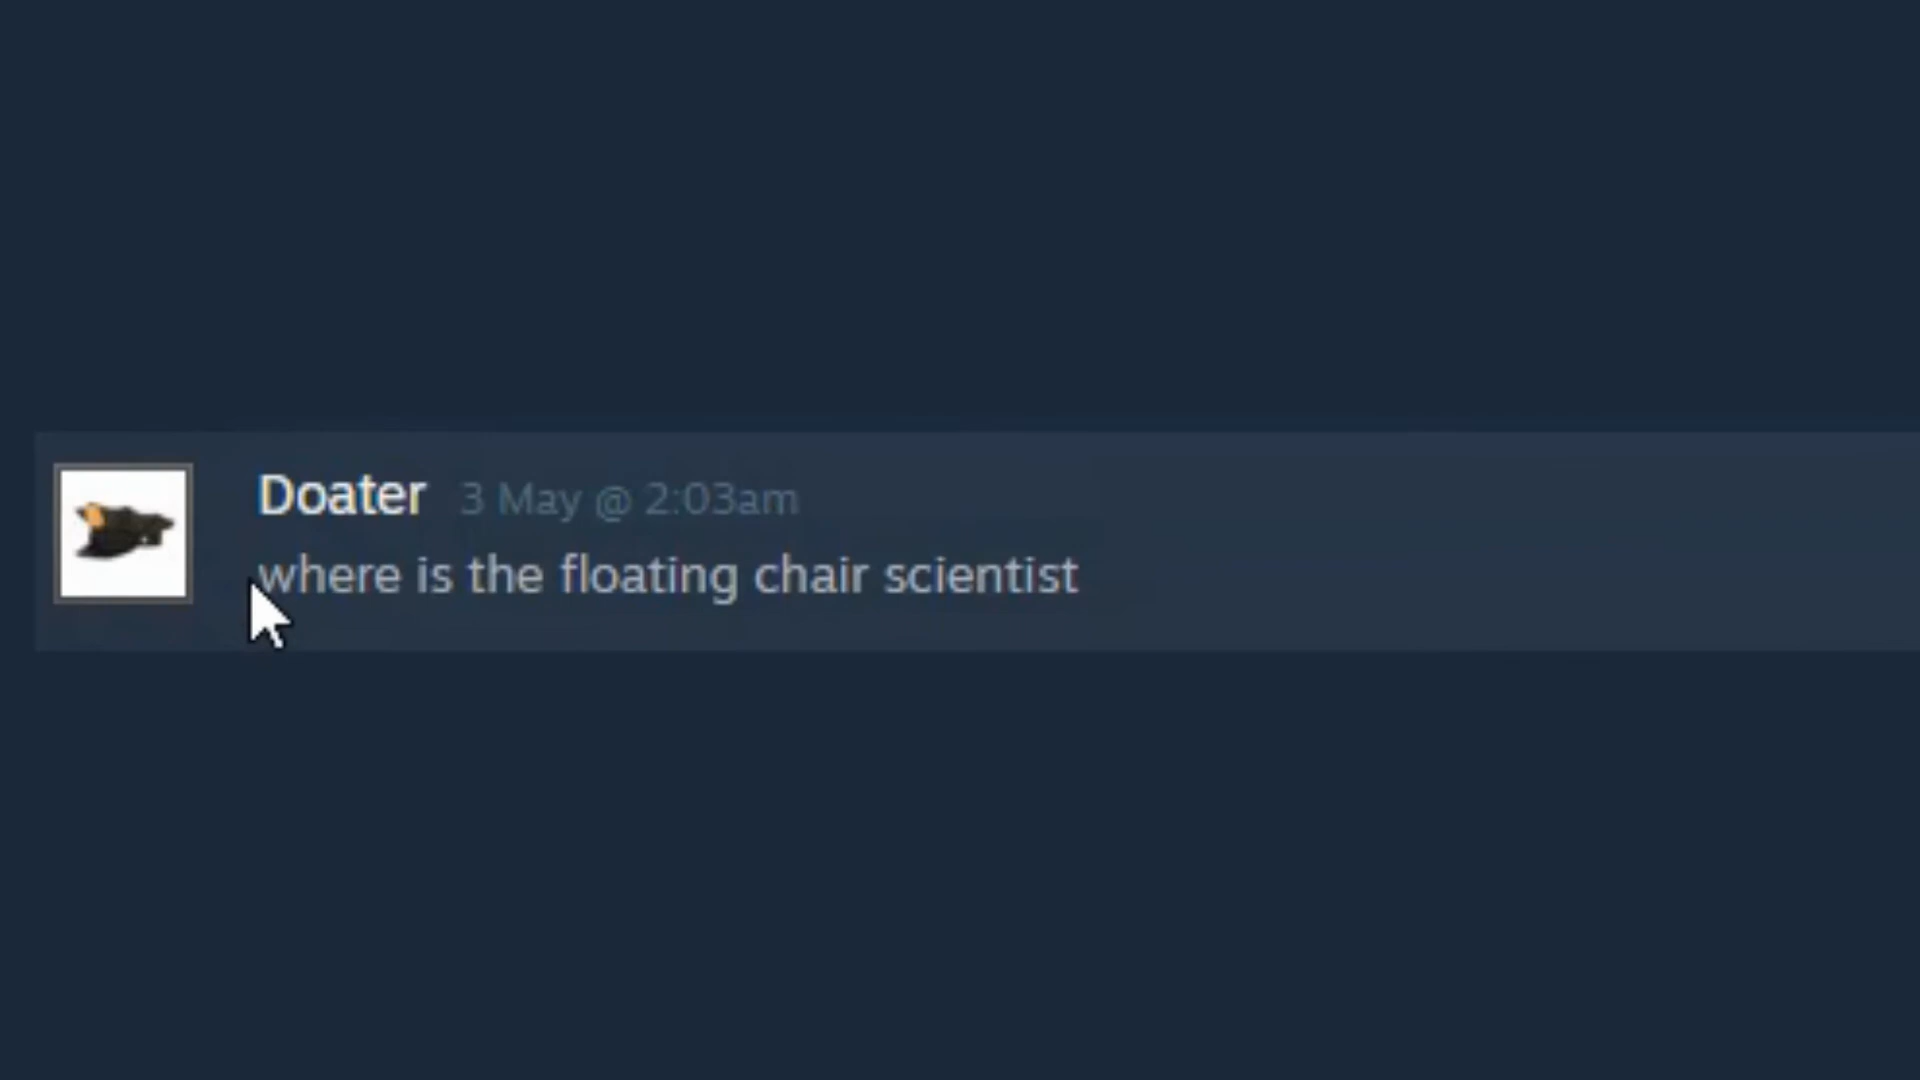 Doater 3 May @ 2:03am
where is the floating chair scientist